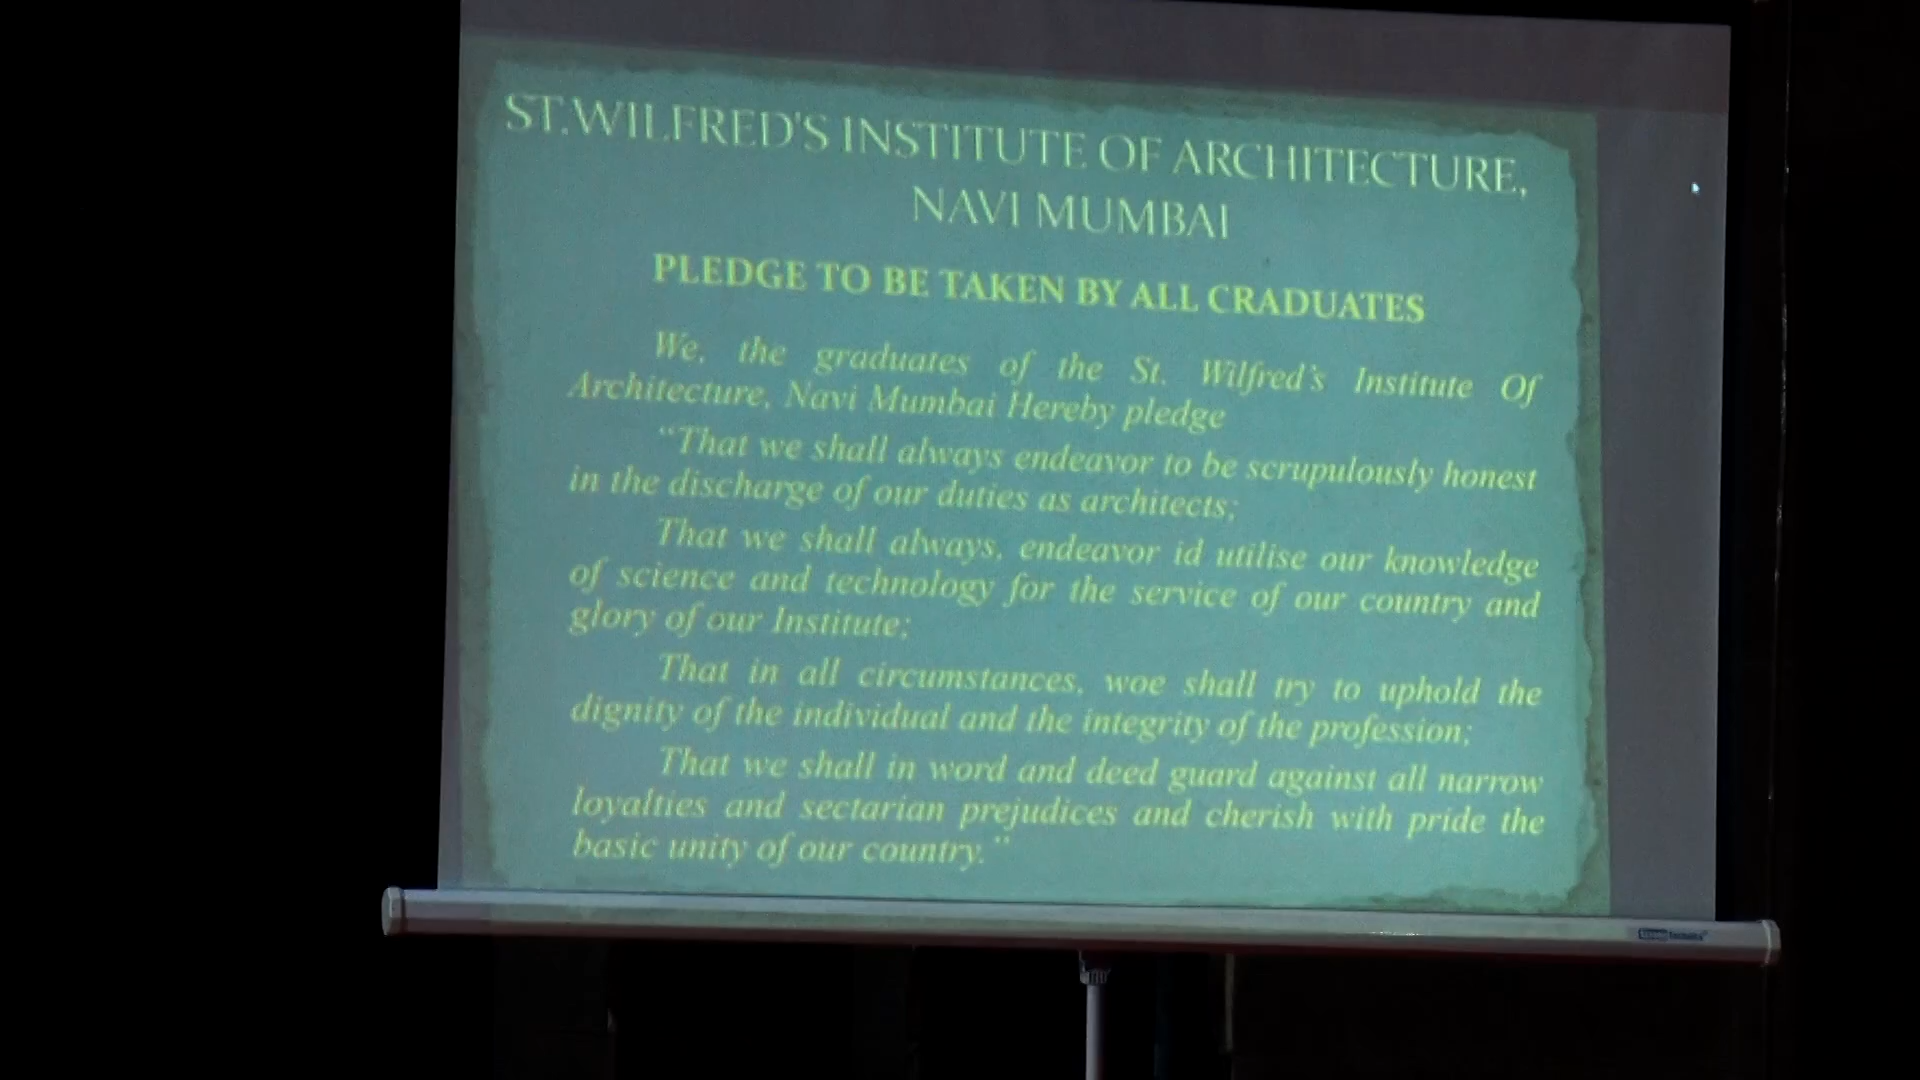 ST.WILFRED'S INSTITUTE OF ARCHITECTURE,
NAVI MUMBAI
PLEDGE TO BE TAKEN BY ALL CRADUATES
We, the graduates of the St. Wilfred's Institute Of
Architecture, Navi Mumbai Hereby pledge
"That we shall always endeavor to be scrupulously honest
in the discharge of our duties as architects;
That we shall always, endeavor id utilise our knowledge
of science and technology for the service of our country and
glory of our Institute;
That in all circumstances, woe shall try to uphold the
dignity of the individual and the integrity of the profession;
That we shall in word and deed guard against all narrow
loyalties and sectarian prejudices and cherish with pride the
basic unity of our country."